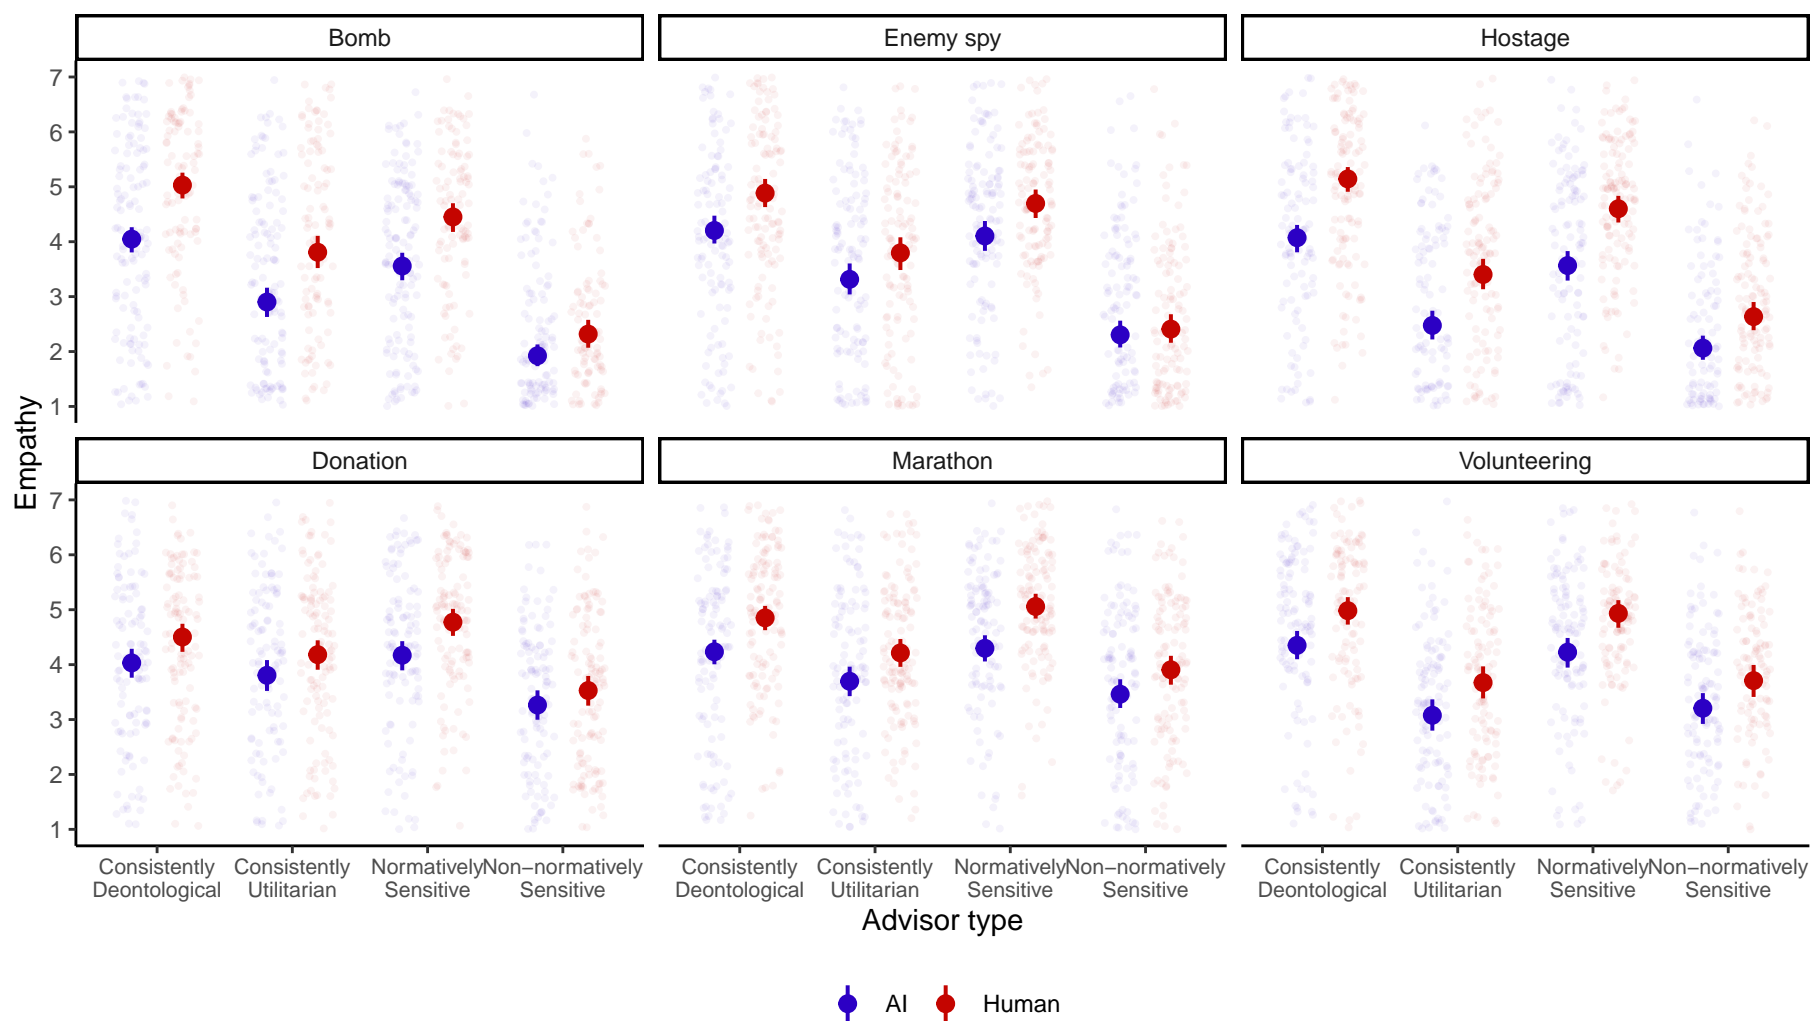 Bomb
Enemy spy
Hostage
7
6
5
4
3
2
1
Empathy
Donation
Marathon
Volunteering
7
6
5
4
3
2
1
Consistently Consistently Normatively Non−normatively
Deontological Utilitarian Sensitive Sensitive
Consistently Consistently Normatively Non−normatively
Deontological Utilitarian Sensitive Sensitive
Consistently Consistently Normatively Non−normatively
Deontological Utilitarian Sensitive Sensitive
Advisor type
AI Human